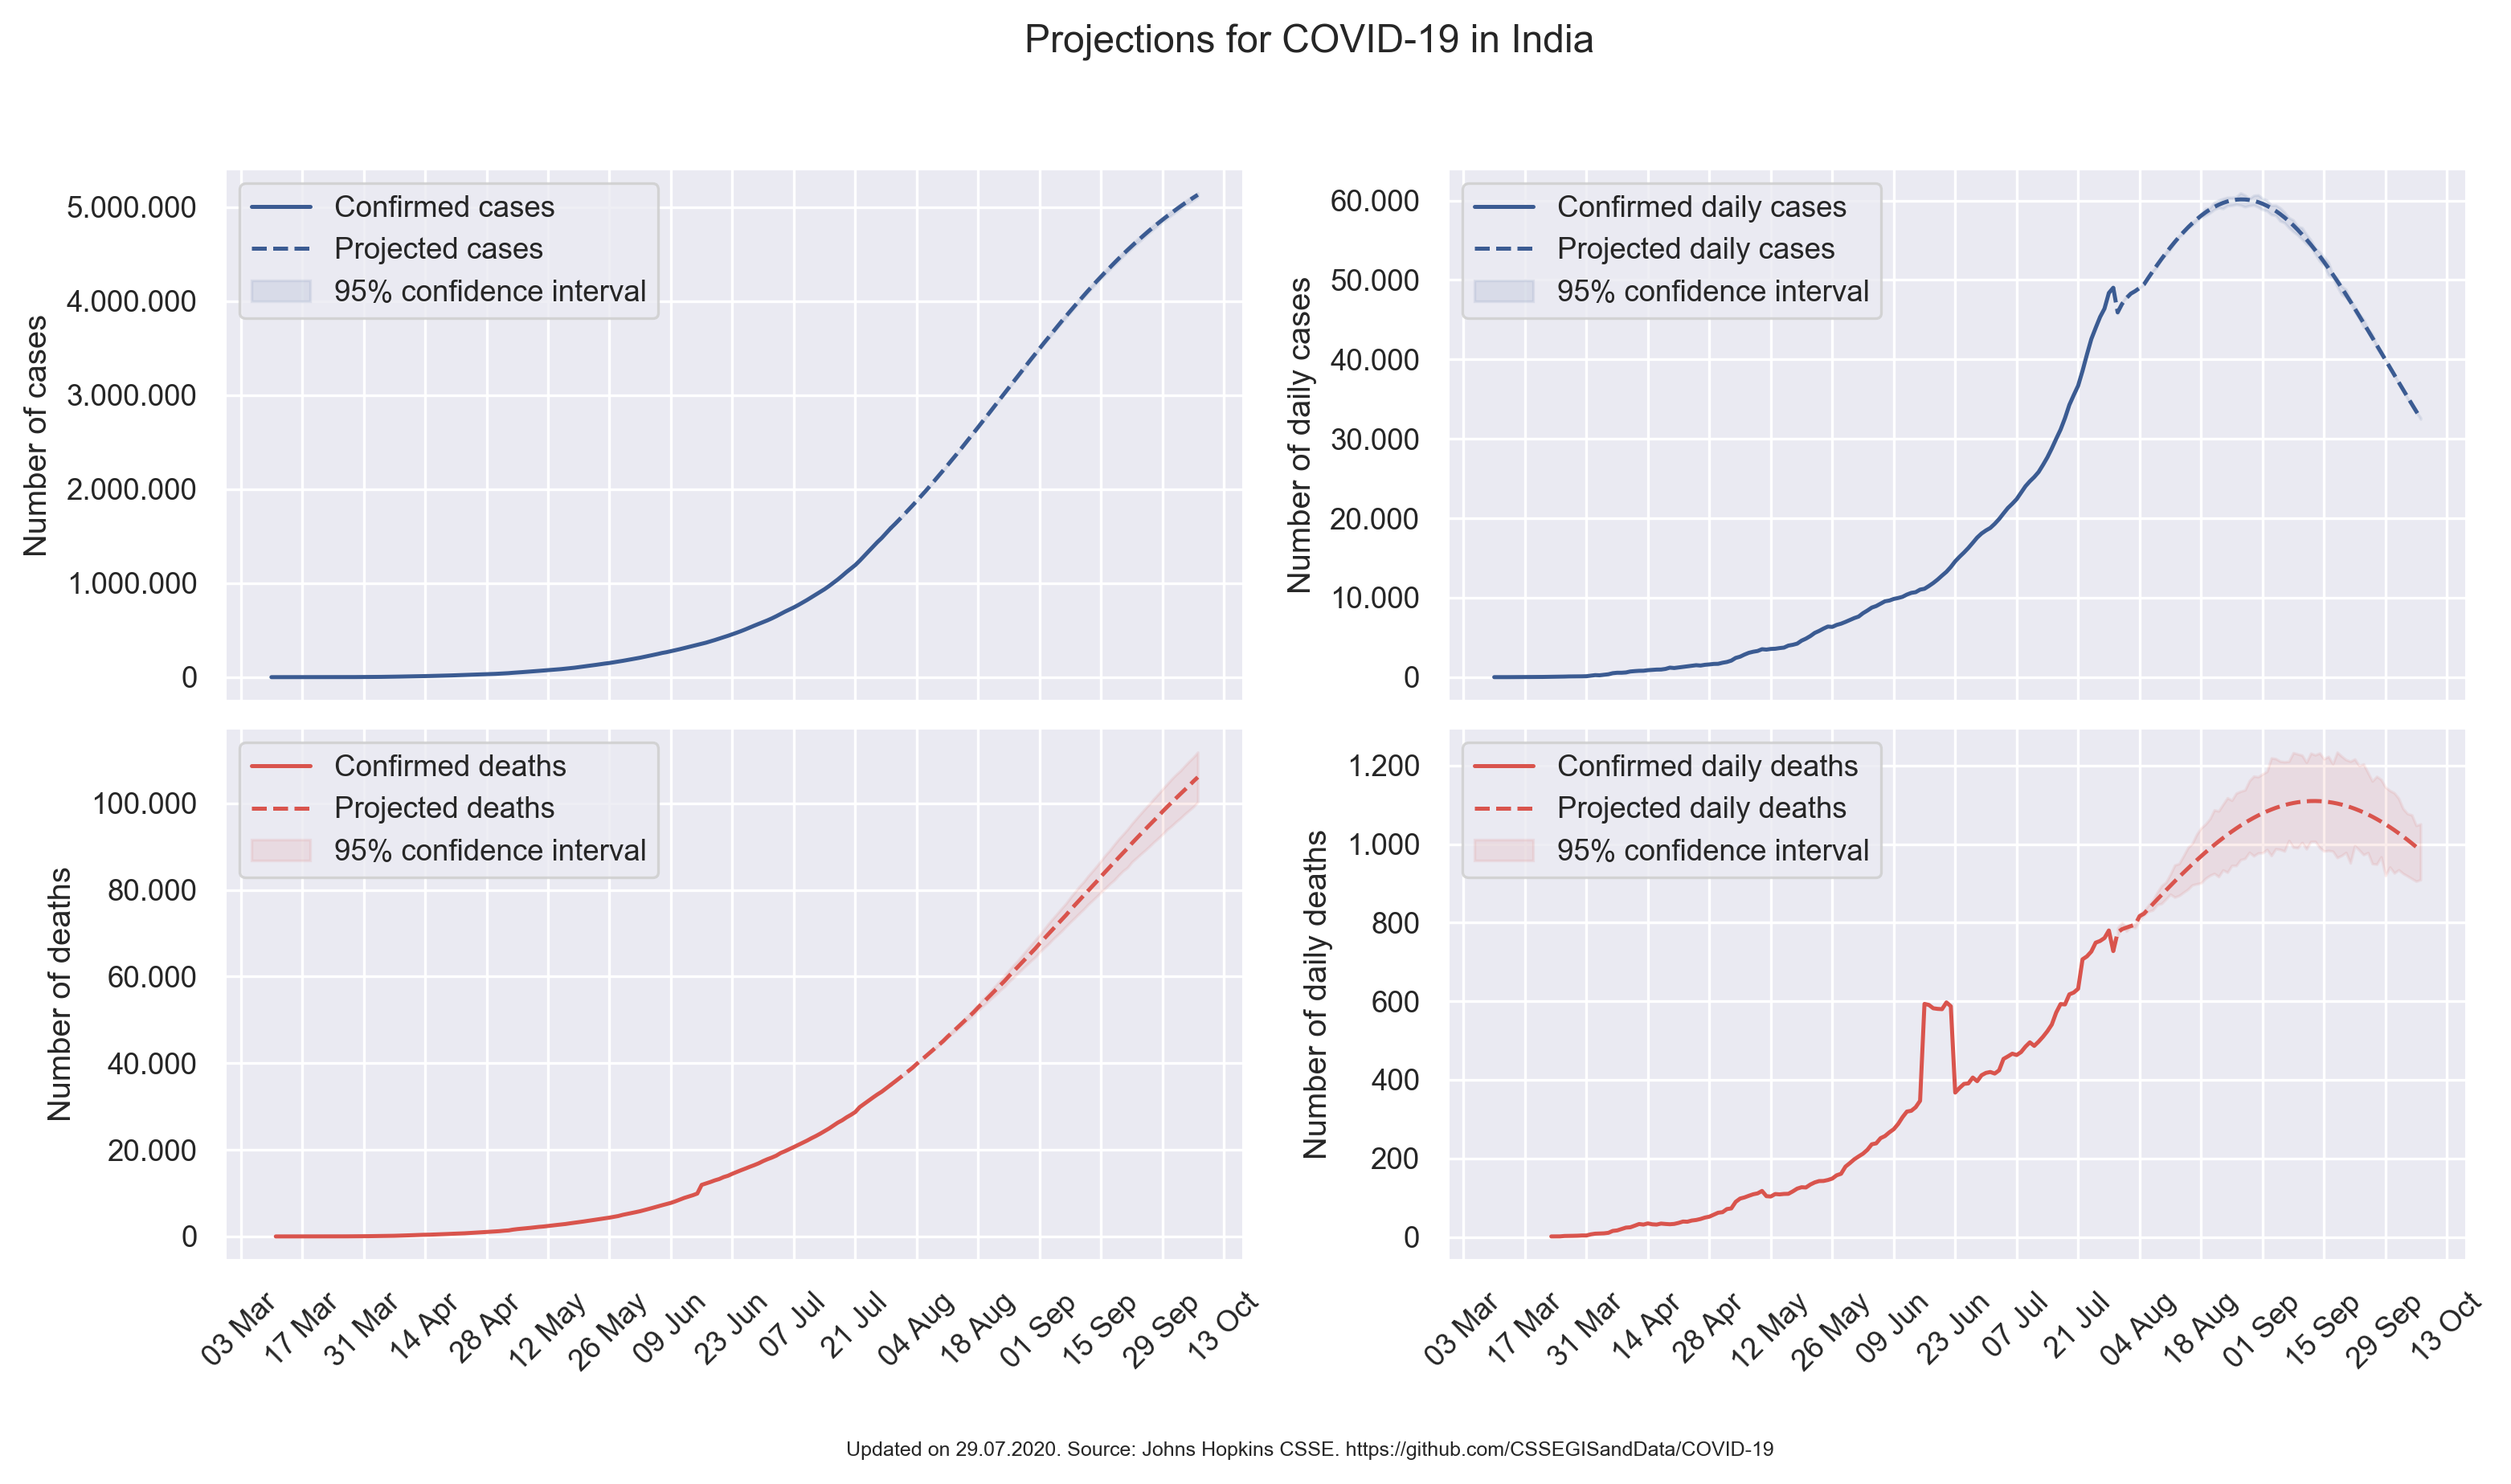 Projections for COVID-19 in India
Number of cases
5.000.000
4.000.000
3.000.000
2.000.000
1.000.000
0
Confirmed cases
Projected cases
95% confidence interval
Number of daily cases
60.000
50.000
40.000
30.000
20.000
10.000
0
Confirmed daily cases
Projected daily cases
95% confidence interval
Number of deaths
100.000
80.000
60.000
40.000
20.000
0
Confirmed deaths
Projected deaths
95% confidence interval
03 Mar
17 Mar
31 Mar
14 Apr
28 Apr
12 May
26 May
09 Jun
23 Jun
07 Jul
21 Jul
04 Aug
18 Aug
01 Sep
15 Sep
29 Sep
13 Oct
Number of daily deaths
1.200
1.000
800
600
400
200
0
Confirmed daily deaths
Projected daily deaths
95% confidence interval
03 Mar
17 Mar
31 Mar
14 Apr
28 Apr
12 May
26 May
09 Jun
23 Jun
07 Jul
21 Jul
04 Aug
18 Aug
01 Sep
15 Sep
29 Sep
13 Oct
Updated on 29.07.2020. Source: Johns Hopkins CSSE. https://github.com/CSSEGISandData/COVID-19